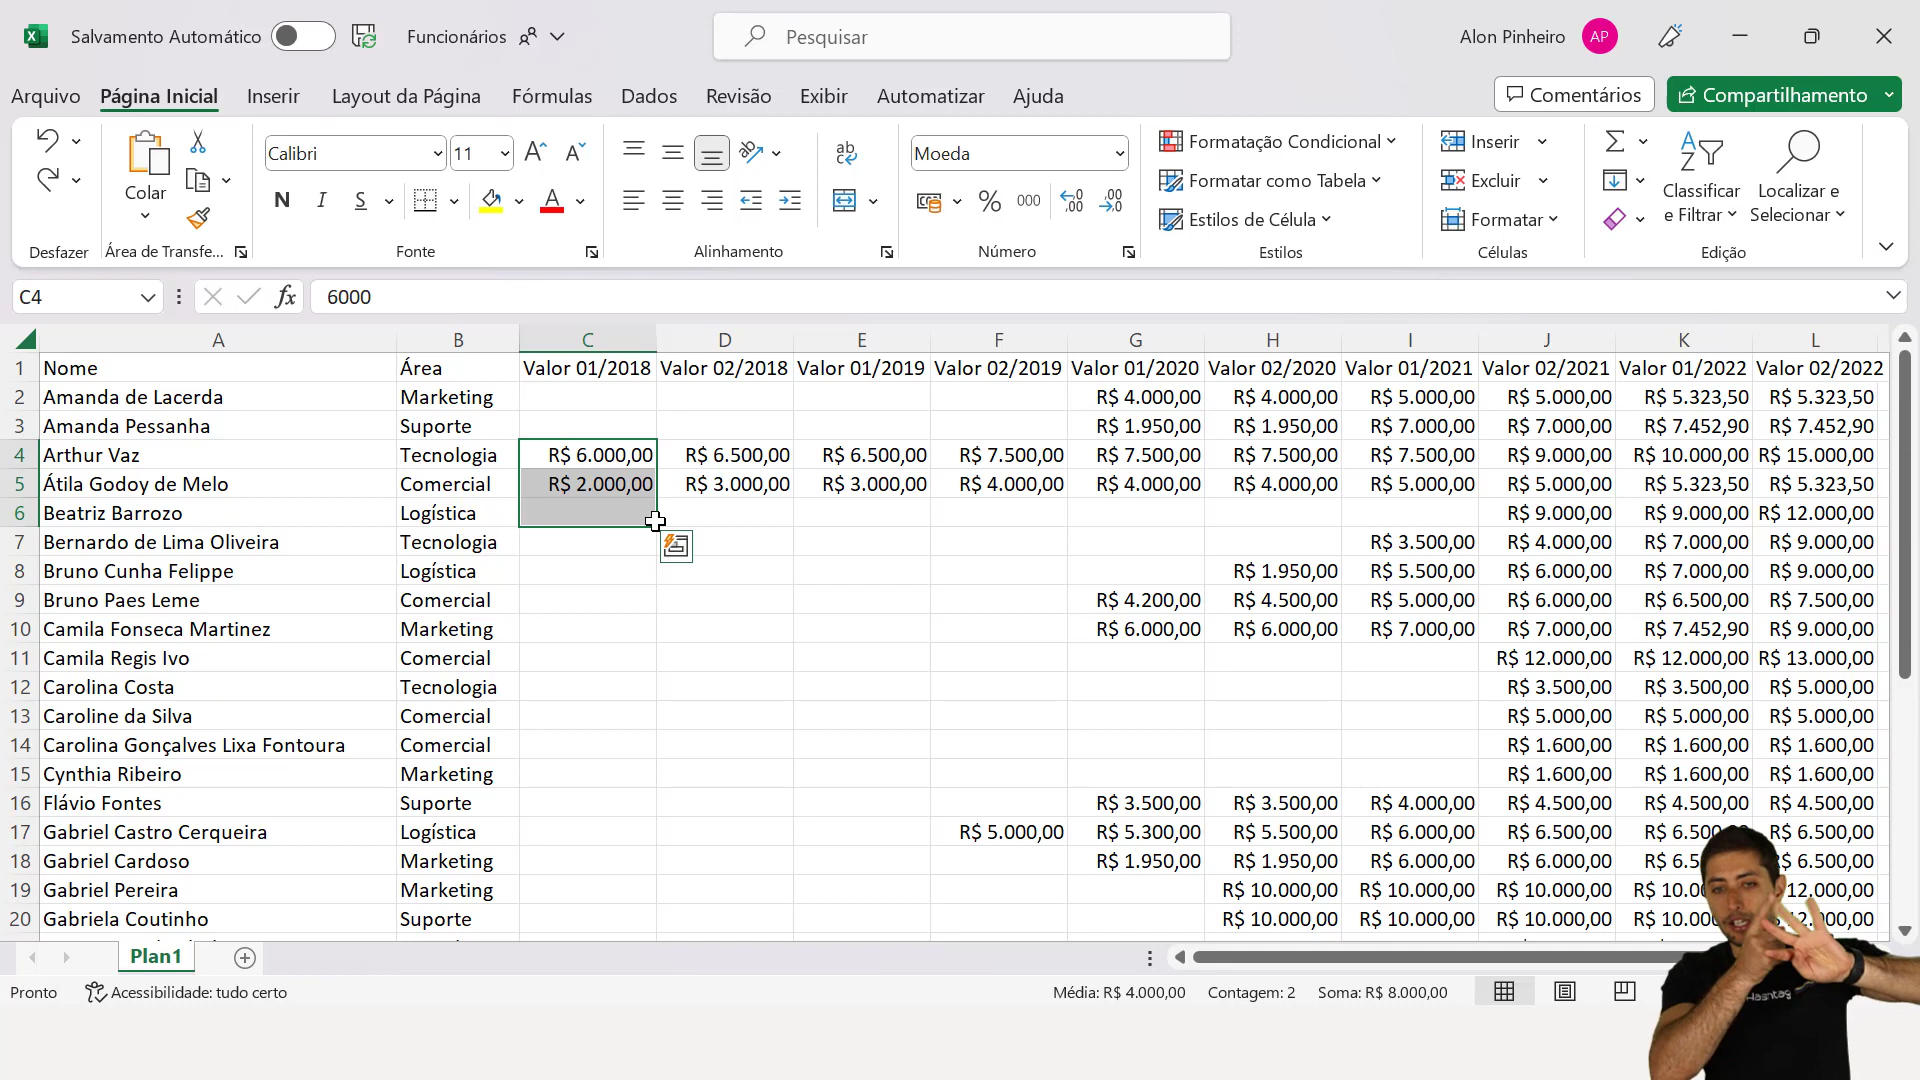 Salvamento Automático
Funcionários
Pesquisar
Alon Pinheiro
AP
Arquivo Página Inicial Inserir Layout da Página Fórmulas Dados Revisão Exibir Automatizar Ajuda
Comentários
Compartilhamento
Colar
Calibri
11
N I S
ab
Moeda
% 000
Formatação Condicional
Formatar como Tabela
Estilos de Célula
Inserir
Excluir
Formatar
Classificar
e Filtrar
Localizar e
Selecionar
Desfazer
Área de Transfe...
Fonte
Alinhamento
Número
Estilos
Células
Edição
C4
fx
6000
A B C D E F G H I J K L
1 Nome Área Valor 01/2018 Valor 02/2018 Valor 01/2019 Valor 02/2019 Valor 01/2020 Valor 02/2020 Valor 01/2021 Valor 02/2021 Valor 01/2022 Valor 02/2022
2 Amanda de Lacerda Marketing R$ 4.000,00 R$ 4.000,00 R$ 5.000,00 R$ 5.000,00 R$ 5.323,50 R$ 5.323,50
3 Amanda Pessanha Suporte R$ 1.950,00 R$ 1.950,00 R$ 7.000,00 R$ 7.000,00 R$ 7.452,90 R$ 7.452,90
4 Arthur Vaz Tecnologia R$ 6.000,00 R$ 6.500,00 R$ 6.500,00 R$ 7.500,00 R$ 7.500,00 R$ 7.500,00 R$ 7.500,00 R$ 9.000,00 R$ 10.000,00 R$ 15.000,00
5 Átila Godoy de Melo Comercial R$ 2.000,00 R$ 3.000,00 R$ 3.000,00 R$ 4.000,00 R$ 4.000,00 R$ 4.000,00 R$ 5.000,00 R$ 5.000,00 R$ 5.323,50 R$ 5.323,50
6 Beatriz Barrozo Logística R$ 9.000,00 R$ 9.000,00 R$ 12.000,00
7 Bernardo de Lima Oliveira Tecnologia R$ 3.500,00 R$ 4.000,00 R$ 7.000,00 R$ 9.000,00
8 Bruno Cunha Felippe Logística R$ 1.950,00 R$ 5.500,00 R$ 6.000,00 R$ 7.000,00 R$ 9.000,00
9 Bruno Paes Leme Comercial R$ 4.200,00 R$ 4.500,00 R$ 5.000,00 R$ 6.000,00 R$ 6.500,00 R$ 7.500,00
10 Camila Fonseca Martinez Marketing R$ 6.000,00 R$ 6.000,00 R$ 7.000,00 R$ 7.000,00 R$ 7.452,90 R$ 9.000,00
11 Camila Regis Ivo Comercial R$ 12.000,00 R$ 12.000,00 R$ 13.000,00
12 Carolina Costa Tecnologia R$ 3.500,00 R$ 3.500,00 R$ 5.000,00
13 Caroline da Silva Comercial R$ 5.000,00 R$ 5.000,00 R$ 5.000,00
14 Carolina Gonçalves Lixa Fontoura Comercial R$ 1.600,00 R$ 1.600,00 R$ 1.600,00
15 Cynthia Ribeiro Marketing R$ 1.600,00 R$ 1.600,00 R$ 1.600,00
16 Flávio Fontes Suporte R$ 3.500,00 R$ 3.500,00 R$ 4.000,00 R$ 4.500,00 R$ 4.500,00 R$ 4.500,00
17 Gabriel Castro Cerqueira Logística R$ 5.000,00 R$ 5.300,00 R$ 5.500,00 R$ 6.000,00 R$ 6.500,00 R$ 6.500,00 R$ 6.500,00
18 Gabriel Cardoso Marketing R$ 1.950,00 R$ 1.950,00 R$ 6.000,00 R$ 6.000,00 R$ 6.5 R$ 6.500,00
19 Gabriel Pereira Marketing R$ 10.000,00 R$ 10.000,00 R$ 10.000,00 R$ 10.00 12.000,00
20 Gabriela Coutinho Suporte R$ 10.000,00 R$ 10.000,00 R$ 10.000,00 R$ 10.000
Plan1
Pronto
Acessibilidade: tudo certo
Média: R$ 4.000,00 Contagem: 2 Soma: R$ 8.000,00
Hashtag